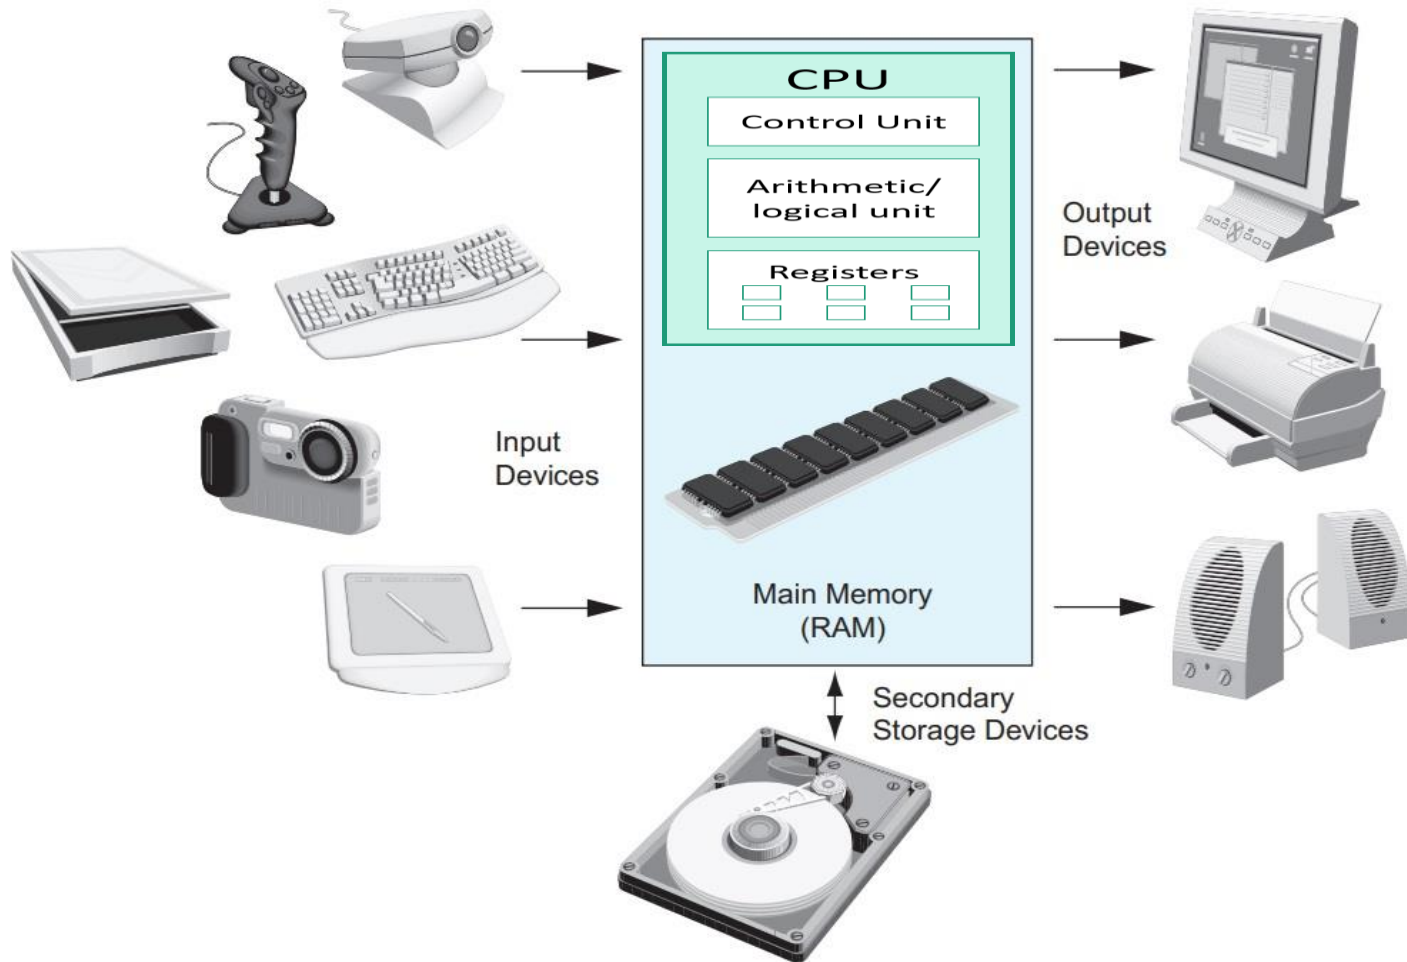 CPU
Control Unit
Arithmetic/
logical unit
Registers
Input
Devices
Output
Devices
Main Memory
(RAM)
Secondary
Storage Devices